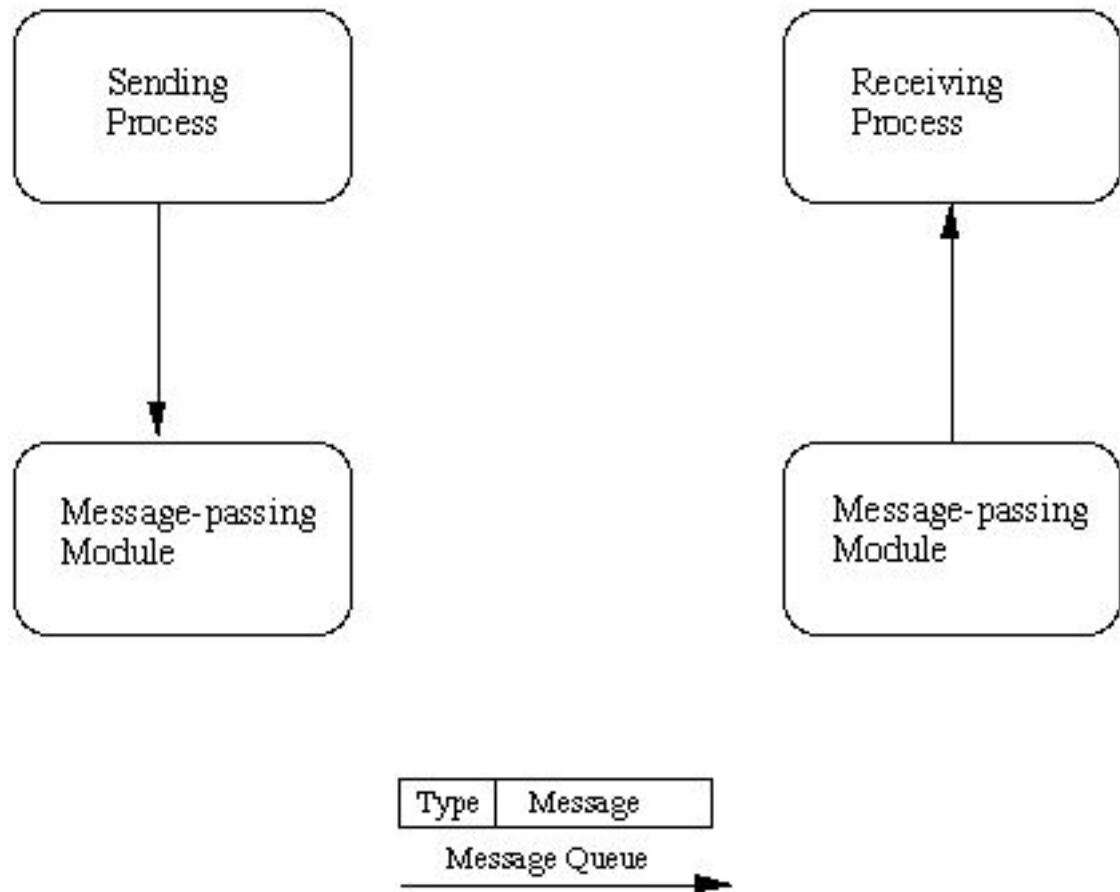 Sending
Process
Receiving
Process
Message-passing
Module
Message-passing
Module
Type
Message
Message Queue